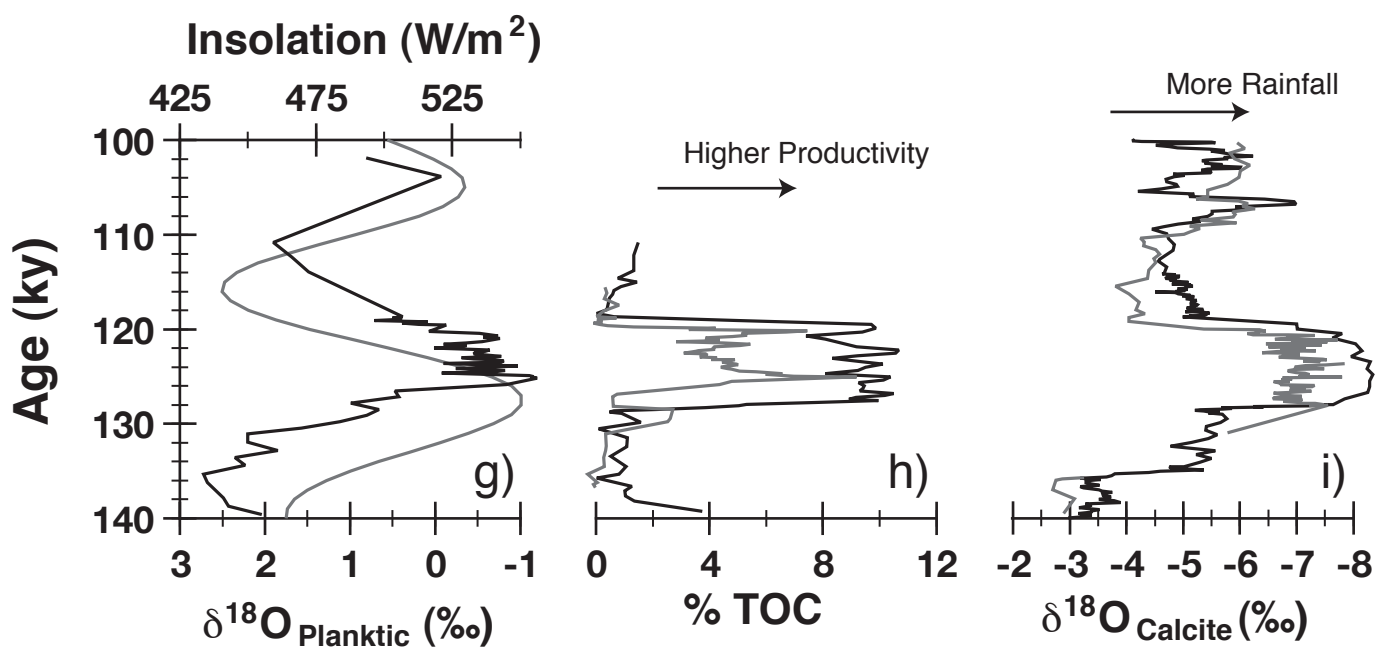 Insolation (W/m²)
425 475 525
More Rainfall
Higher Productivity
Age (ky)
100
110
120
130
140
g) h) i)
3 2 1 0 -1
0 4 8 12
-2 -3 -4 -5 -6 -7 -8
δ¹⁸O Planktic (‰)
% TOC
δ¹⁸O Calcite (‰)